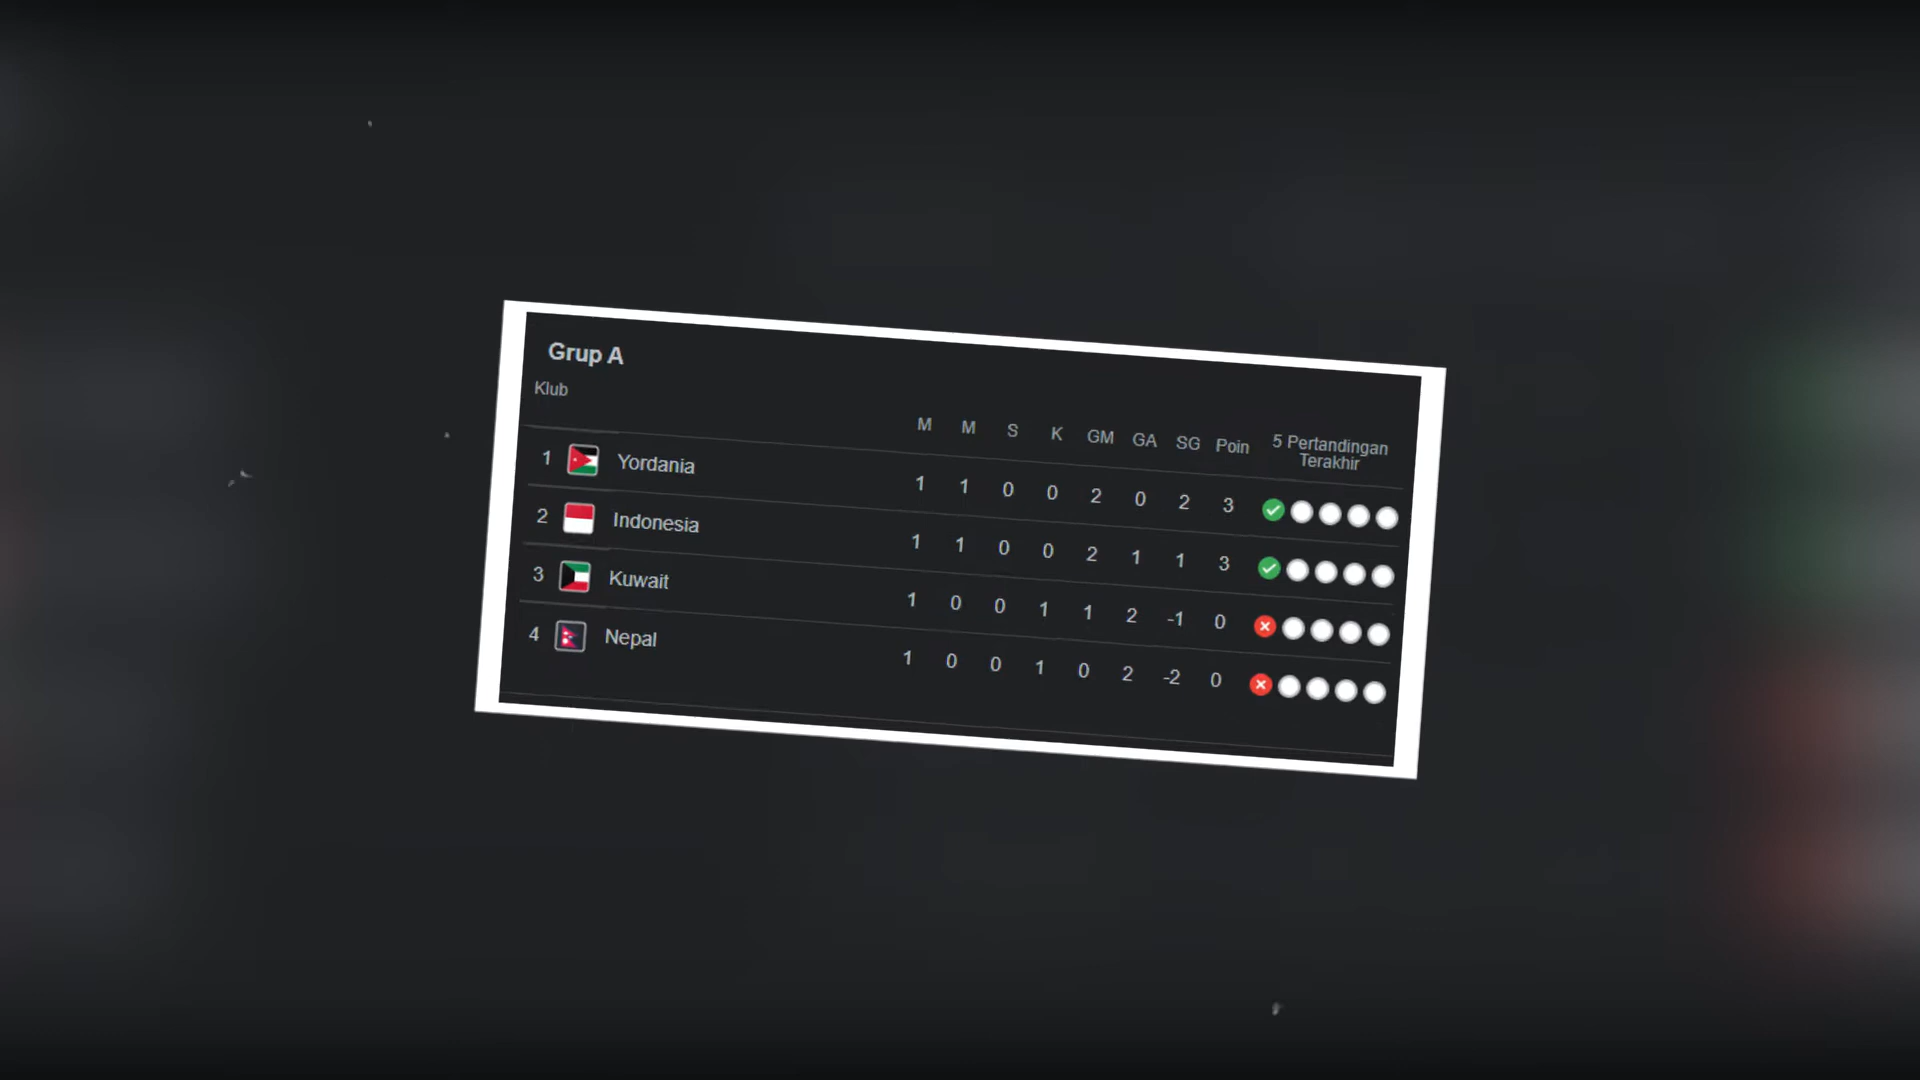 Grup A
Klub M M S K GM GA SG Poin 5 Pertandingan
Terakhir
1 Yordania 1 1 0 0 2 0 2 3
2 Indonesia 1 1 0 0 2 1 1 3
3 Kuwait 1 0 0 1 1 2 -1 0
4 Nepal 1 0 0 1 0 2 -2 0